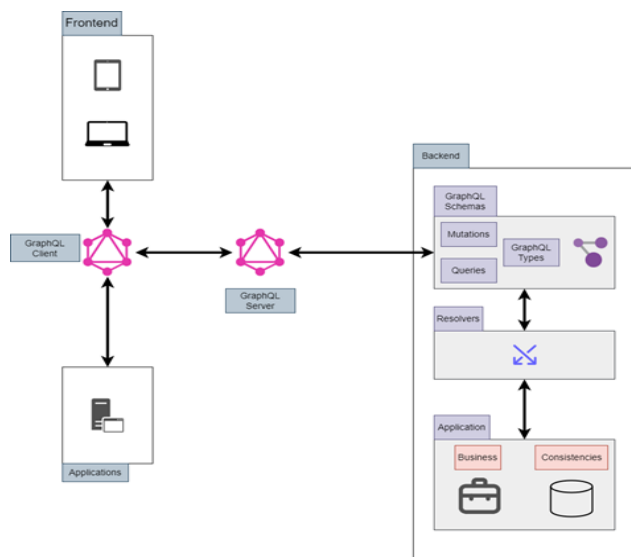 Frontend
Backend
GraphQL
Schemas
Mutations
GraphQL
Types
Queries
GraphQL
Client
GraphQL
Server
Resolvers
Application
Business
Consistencies
Applications